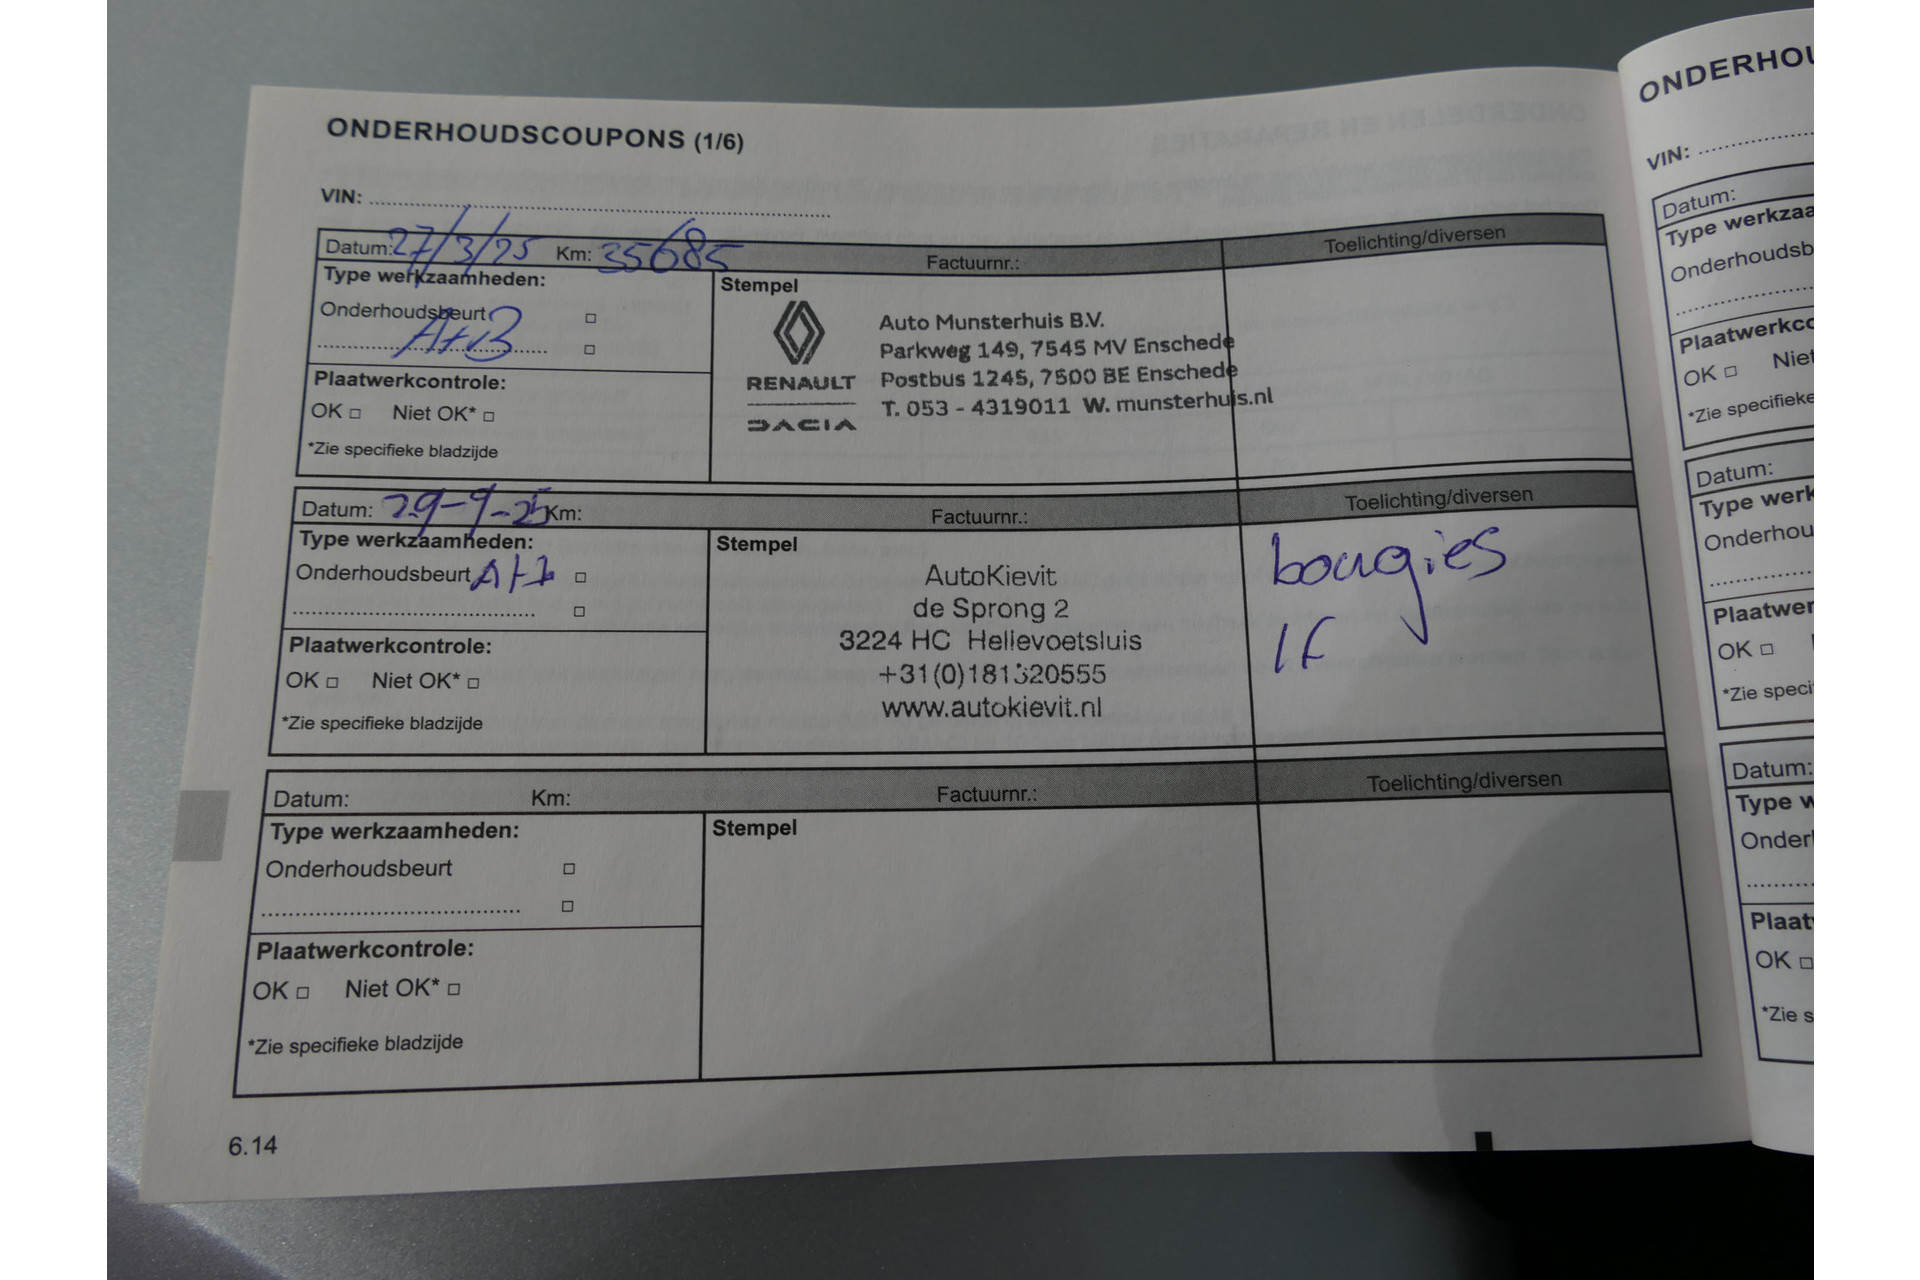 ONDERHOUDSCOUPONS (1/6)
VIN:
Datum: 27/3/25 Km: 35685 Factuurnr.: Toelichting/diversen
Type werkzaamheden:
Onderhoudsbeurt □
A+B □
Plaatwerkcontrole:
OK □ Niet OK* □
*Zie specifieke bladzijde
Stempel
RENAULT
DACIA
Auto Munsterhuis B.V.
Parkweg 149, 7545 MV Enschede
Postbus 1245, 7500 BE Enschede
T. 053 - 4319011 W. munsterhuis.nl
Datum: 29-9-25 Km: Factuurnr.: Toelichting/diversen
Type werkzaamheden:
Onderhoudsbeurt □
□
Plaatwerkcontrole:
OK □ Niet OK* □
*Zie specifieke bladzijde
Stempel
AutoKievit
de Sprong 2
3224 HC Hellevoetsluis
+31(0)181320555
www.autokievit.nl
bougies
Datum: Km: Factuurnr.: Toelichting/diversen
Type werkzaamheden:
Onderhoudsbeurt □
□
Plaatwerkcontrole:
OK □ Niet OK* □
*Zie specifieke bladzijde
Stempel
6.14
ONDERHOU
VIN:
Datum:
Type werkzaa
Onderhoudsb
Plaatwerkco
OK □ Niet
*Zie specifieke
Datum:
Type werk
Onderhou
Plaatwer
OK □
*Zie speci
Datum:
Type w
Onder
Plaat
OK □
*Zie s